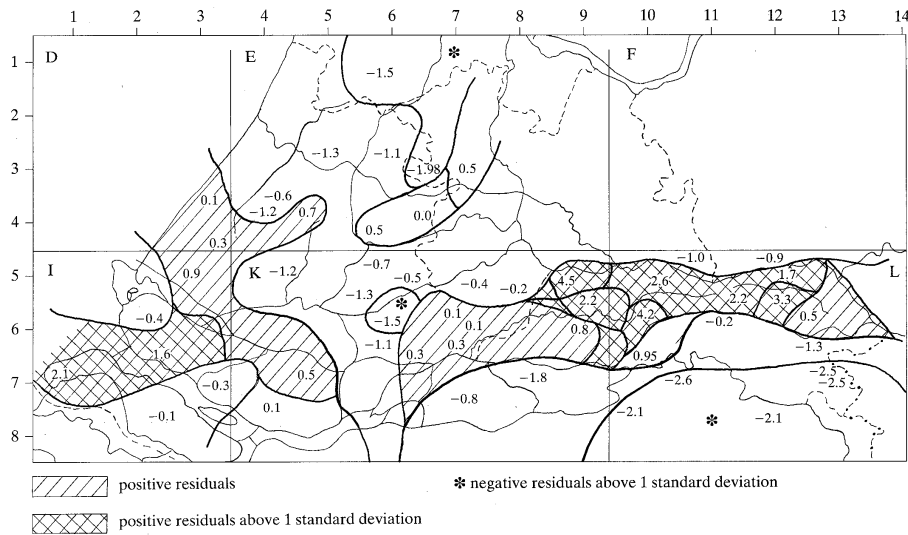 1 2 3 4 5 6 7 8 9 10 11 12 13 14
D E F
1 −1.5 *
2
3 −1.3 −1.1 −1.98 0.5
0.1 −0.6
4 −1.2 0.7 0.0
0.3 0.5
I K L
5 0.9 −1.2 −0.7 −0.5 −0.4 −0.2 4.5 2.6 −1.0 −0.9 1.7
−1.3 * 2.2 2.2 3.3
6 −0.4 −1.5 0.1 0.1 0.8 4.2 −0.2 0.5
1.6 −1.1 0.3 0.3 0.95 −1.3
7 2.1 −0.3 0.5 −1.8 −2.6 −2.5 −2.5
−0.1 0.1 −0.8 −2.1 * −2.1
8
positive residuals
* negative residuals above 1 standard deviation
positive residuals above 1 standard deviation